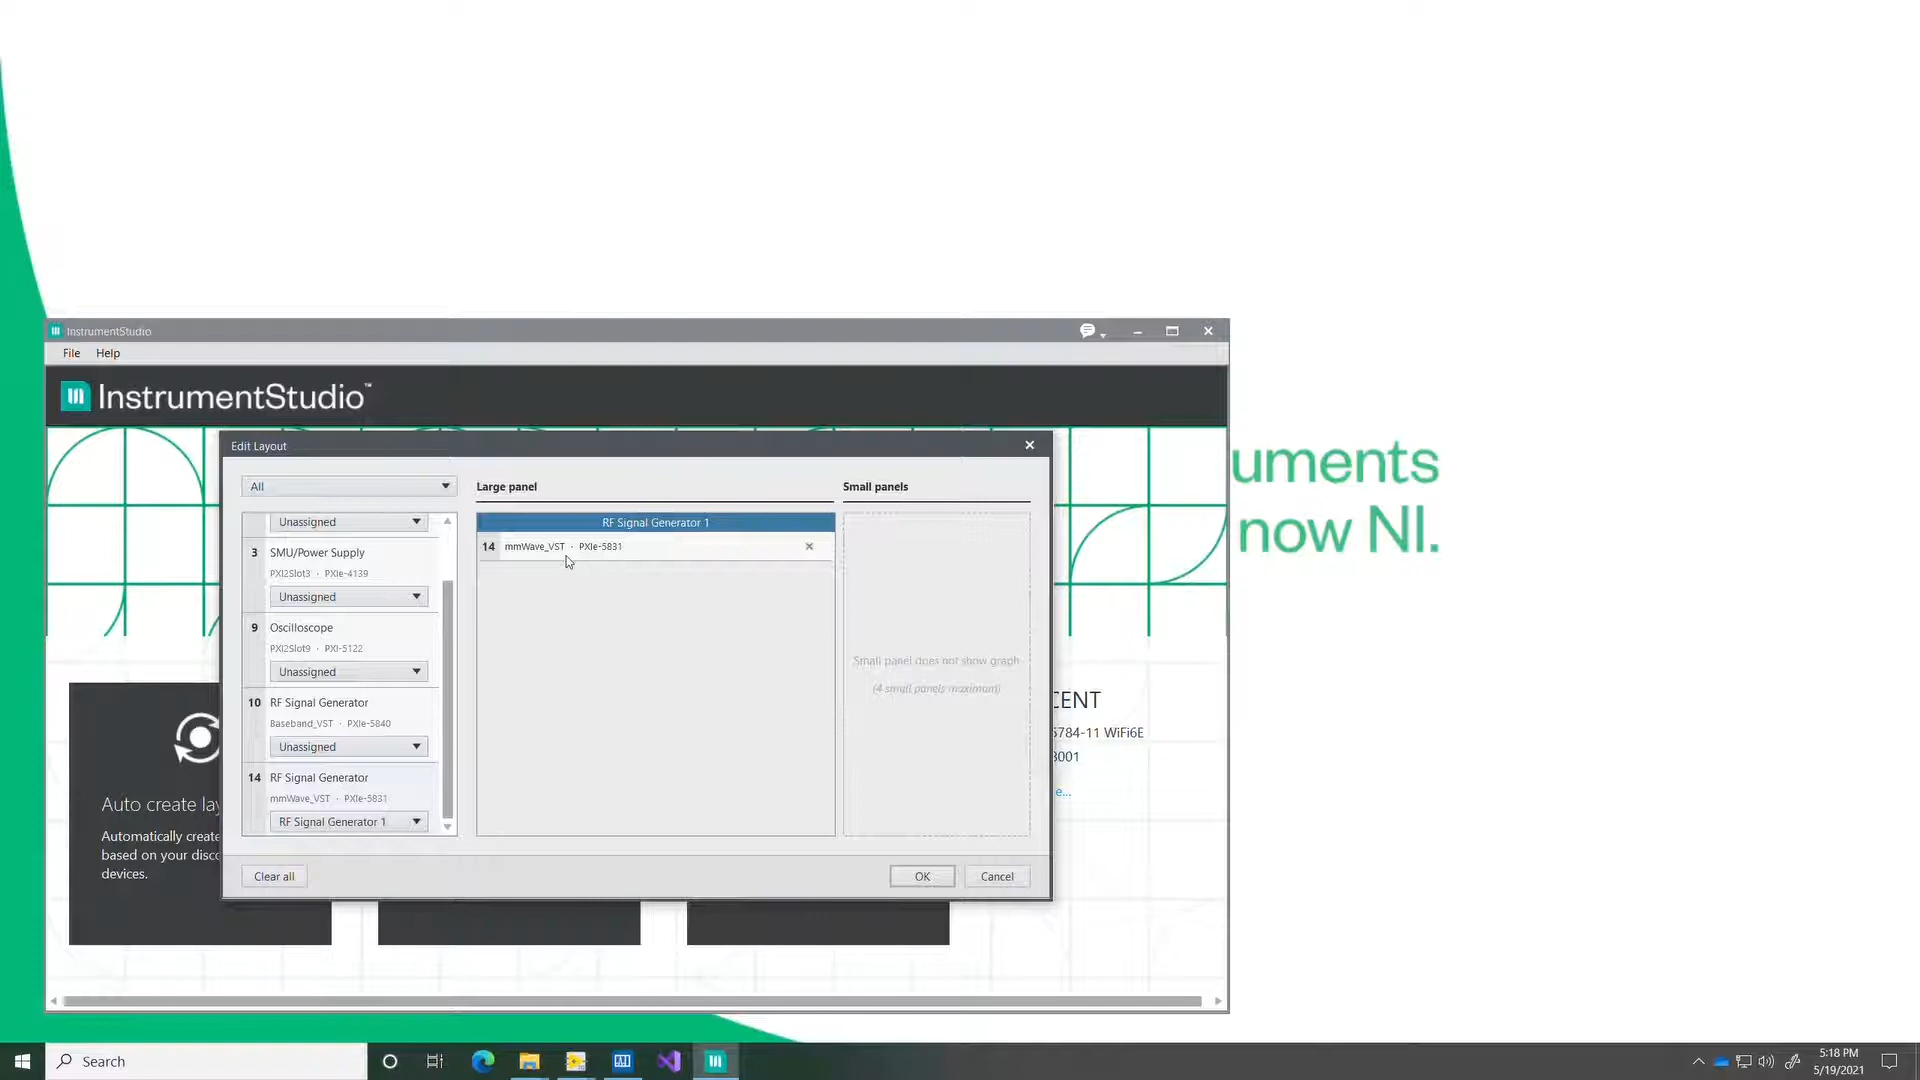 uments
now NI.
InstrumentStudio
File Help
InstrumentStudio™
Edit Layout
All
Large panel
Small panels
Unassigned
3 SMU/Power Supply
PXI2Slot3 · PXIe-4139
Unassigned
9 Oscilloscope
PXI2Slot9 · PXI-5122
Unassigned
10 RF Signal Generator
Baseband_VST · PXIe-5840
Unassigned
14 RF Signal Generator
mmWave_VST · PXIe-5831
RF Signal Generator 1
RF Signal Generator 1
14 mmWave_VST · PXIe-5831
Small panel does not show graph
(4 small panels maximum)
Clear all
OK
Cancel
Auto create lay
Automatically create
based on your disco
devices.
CENT
5784-11 WiFi6E
8001
e...
Search
5:18 PM
5/19/2021